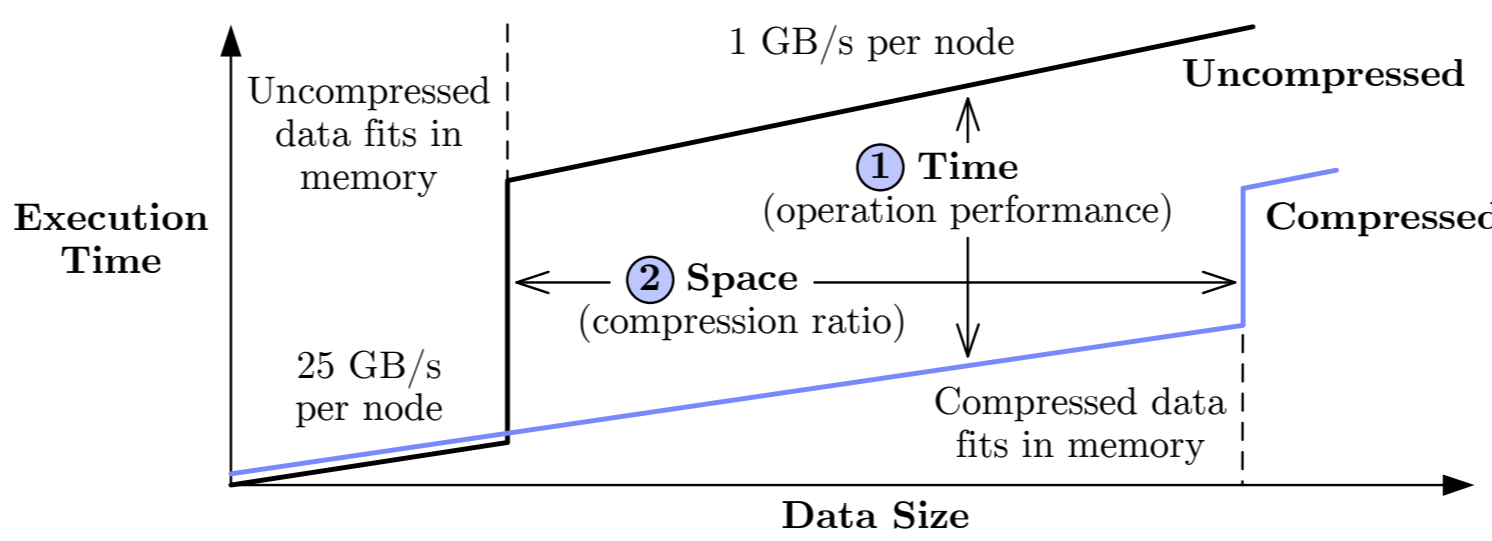 1 GB/s per node
Uncompressed
Uncompressed
data fits in
memory
1 Time
(operation performance)
Execution
Time
Compressed
2 Space
(compression ratio)
25 GB/s
per node
Compressed data
fits in memory
Data Size